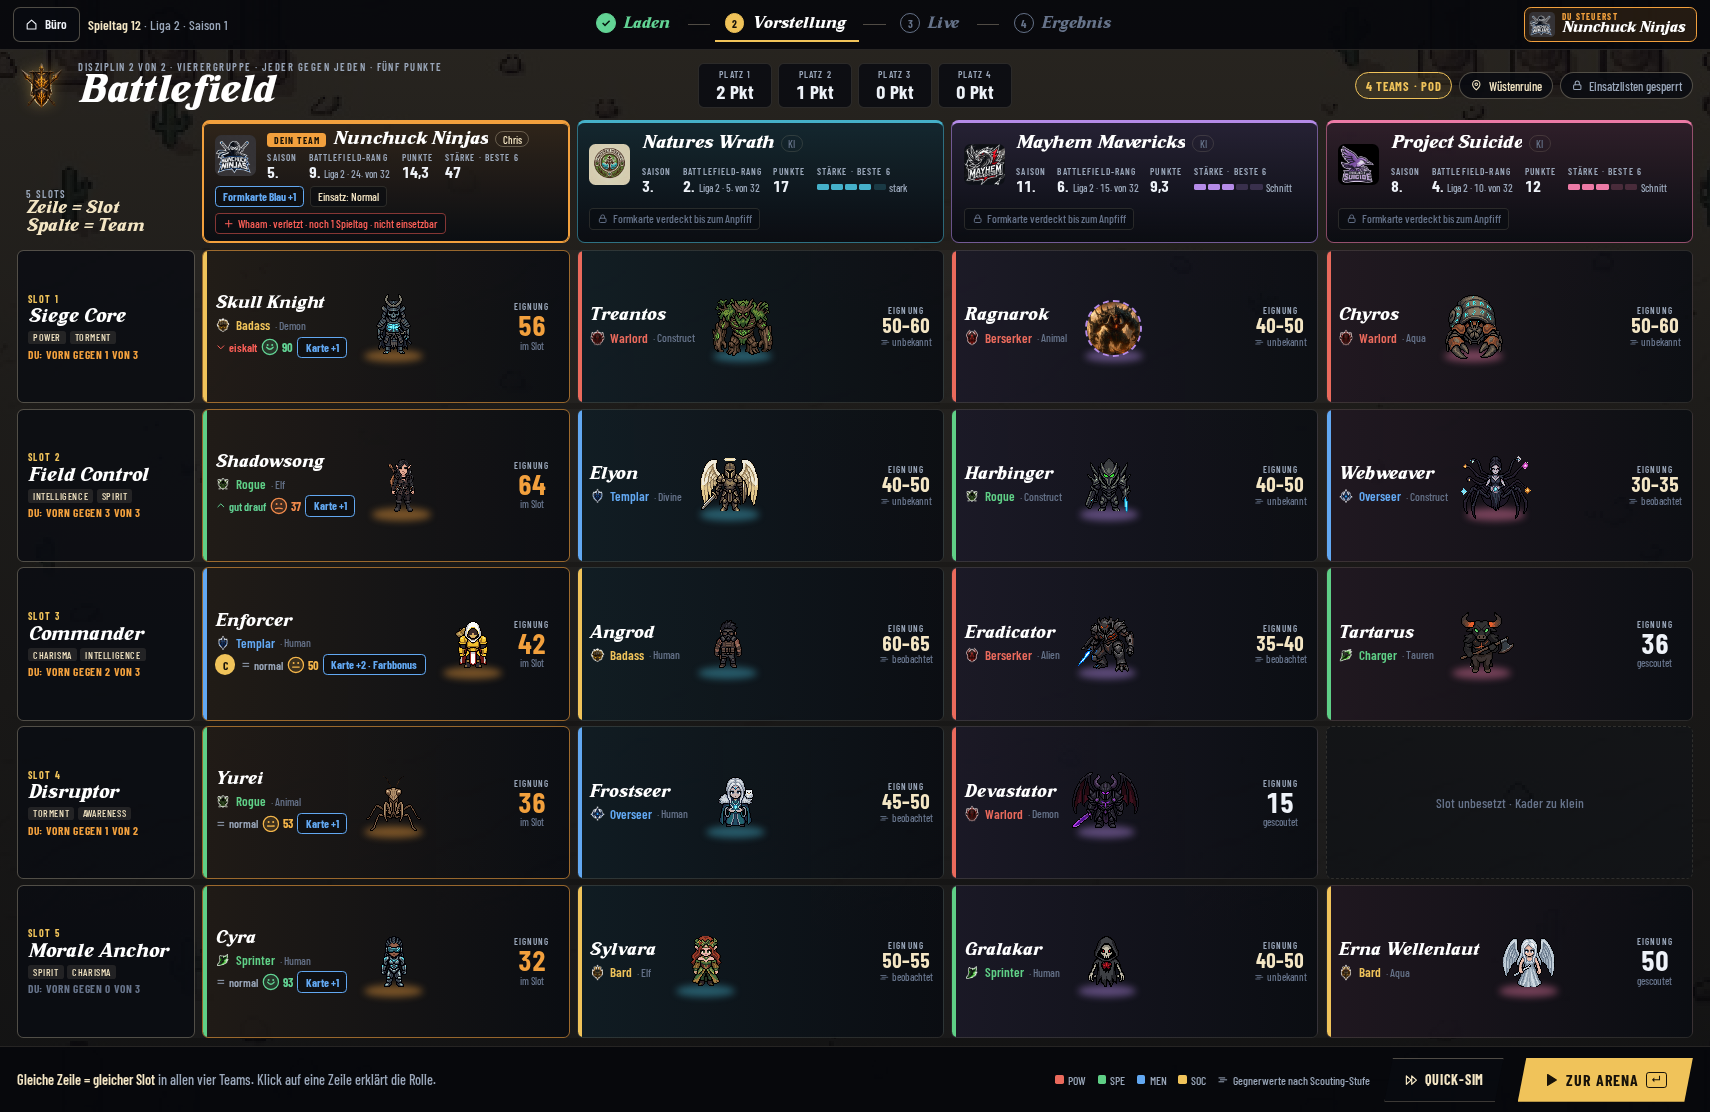 Büro
Spieltag 12 · Liga 2 · Saison 1
Laden
2 Vorstellung
3 Live
4 Ergebnis
DU STEUERST
Nunchuck Ninjas
DISZIPLIN 2 VON 2 · VIERERGRUPPE · JEDER GEGEN JEDEN · FÜNF PUNKTE
Battlefield
PLATZ 1
2 Pkt
PLATZ 2
1 Pkt
PLATZ 3
0 Pkt
PLATZ 4
0 Pkt
4 TEAMS · POD
Wüstenruine
Einsatzlisten gesperrt
5 SLOTS
Zeile = Slot
Spalte = Team
DEIN TEAM Nunchuck Ninjas Chris
SAISON BATTLEFIELD-RANG PUNKTE STÄRKE · BESTE 6
5. 9. Liga 2 · 24. von 32 14,3 47
Formkarte Blau +1 Einsatz: Normal
Whaam · verletzt · noch 1 Spieltag · nicht einsetzbar
Natures Wrath KI
SAISON BATTLEFIELD-RANG PUNKTE STÄRKE · BESTE 6
3. 2. Liga 2 · 5. von 32 17 stark
Formkarte verdeckt bis zum Anpfiff
Mayhem Mavericks KI
SAISON BATTLEFIELD-RANG PUNKTE STÄRKE · BESTE 6
11. 6. Liga 2 · 15. von 32 9,3 Schnitt
Formkarte verdeckt bis zum Anpfiff
Project Suicide KI
SAISON BATTLEFIELD-RANG PUNKTE STÄRKE · BESTE 6
8. 4. Liga 2 · 10. von 32 12 Schnitt
Formkarte verdeckt bis zum Anpfiff
SLOT 1
Siege Core
POWER TORMENT
DU: VORN GEGEN 1 VON 3
Skull Knight
Badass · Demon
eiskalt 90 Karte +1
EIGNUNG
56
im Slot
Treantos
Warlord · Construct
EIGNUNG
50-60
unbekannt
Ragnarok
Berserker · Animal
EIGNUNG
40-50
unbekannt
Chyros
Warlord · Aqua
EIGNUNG
50-60
unbekannt
SLOT 2
Field Control
INTELLIGENCE SPIRIT
DU: VORN GEGEN 3 VON 3
Shadowsong
Rogue · Elf
gut drauf 37 Karte +1
EIGNUNG
64
im Slot
Elyon
Templar · Divine
EIGNUNG
40-50
unbekannt
Harbinger
Rogue · Construct
EIGNUNG
40-50
unbekannt
Webweaver
Overseer · Construct
EIGNUNG
30-35
beobachtet
SLOT 3
Commander
CHARISMA INTELLIGENCE
DU: VORN GEGEN 2 VON 3
Enforcer
Templar · Human
C = normal 50 Karte +2 · Farbbonus
EIGNUNG
42
im Slot
Angrod
Badass · Human
EIGNUNG
60-65
beobachtet
Eradicator
Berserker · Alien
EIGNUNG
35-40
beobachtet
Tartarus
Charger · Tauren
EIGNUNG
36
gescoutet
SLOT 4
Disruptor
TORMENT AWARENESS
DU: VORN GEGEN 1 VON 2
Yurei
Rogue · Animal
= normal 53 Karte +1
EIGNUNG
36
im Slot
Frostseer
Overseer · Human
EIGNUNG
45-50
beobachtet
Devastator
Warlord · Demon
EIGNUNG
15
gescoutet
Slot unbesetzt · Kader zu klein
SLOT 5
Morale Anchor
SPIRIT CHARISMA
DU: VORN GEGEN 0 VON 3
Cyra
Sprinter · Human
= normal 93 Karte +1
EIGNUNG
32
im Slot
Sylvara
Bard · Elf
EIGNUNG
50-55
beobachtet
Gralakar
Sprinter · Human
EIGNUNG
40-50
unbekannt
Erna Wellenlaut
Bard · Aqua
EIGNUNG
50
gescoutet
Gleiche Zeile = gleicher Slot in allen vier Teams. Klick auf eine Zeile erklärt die Rolle.
POW SPE MEN SOC Gegnerwerte nach Scouting-Stufe
QUICK-SIM
ZUR ARENA